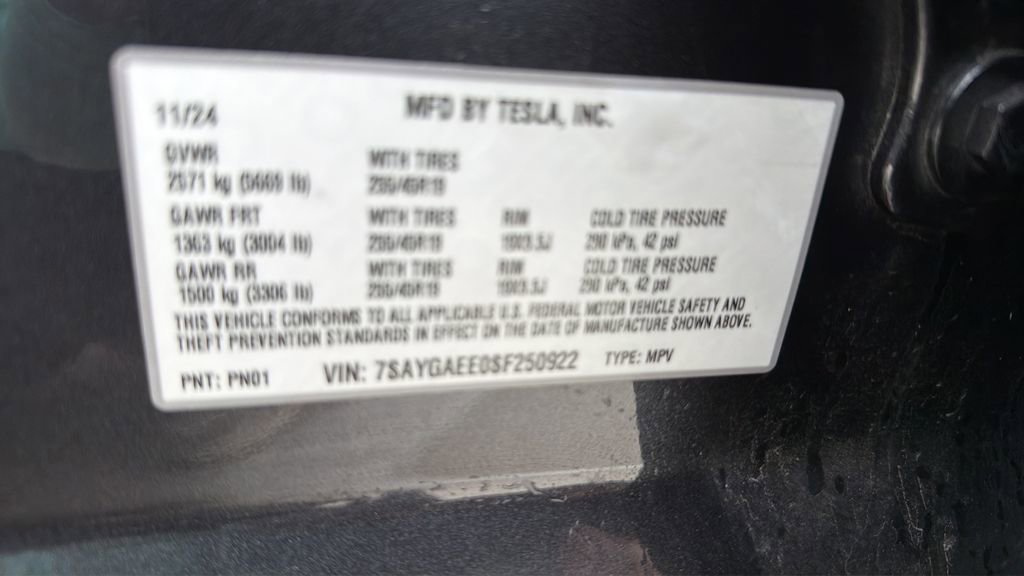 11/24 MFD BY TESLA, INC.
GVWR WITH TIRES
2571 kg (5669 lb) 255/45R19
GAWR FRT WITH TIRES RIM COLD TIRE PRESSURE
1363 kg (3004 lb) 255/45R19 290 kPa, 42 psi
GAWR RR WITH TIRES RIM COLD TIRE PRESSURE
1500 kg (3306 lb) 255/45R19 290 kPa, 42 psi
THIS VEHICLE CONFORMS TO ALL APPLICABLE U.S. FEDERAL MOTOR VEHICLE SAFETY AND
THEFT PREVENTION STANDARDS IN EFFECT ON THE DATE OF MANUFACTURE SHOWN ABOVE.
PNT: PN01 VIN: 7SAYGAEE0SF250922 TYPE: MPV